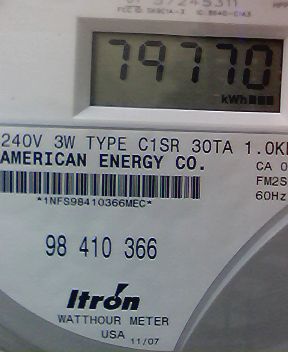 79770
kWh
240V 3W TYPE C1SR 30TA 1.0
AMERICAN ENERGY CO.
CA 0
FM2S
60Hz
*1NFS98410366MEC*
98 410 366
Itron
WATTHOUR METER
USA 11/07